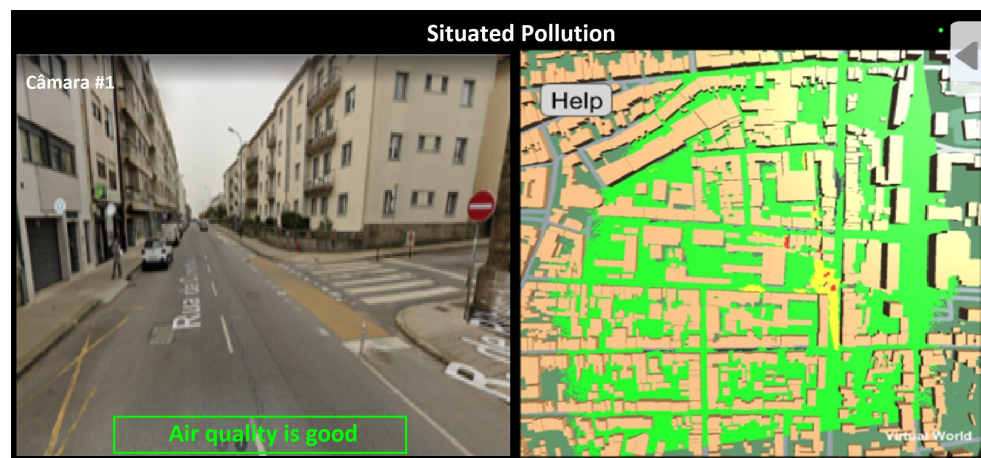 Situated Pollution
Câmara #1
Help
Air quality is good
Virtual World